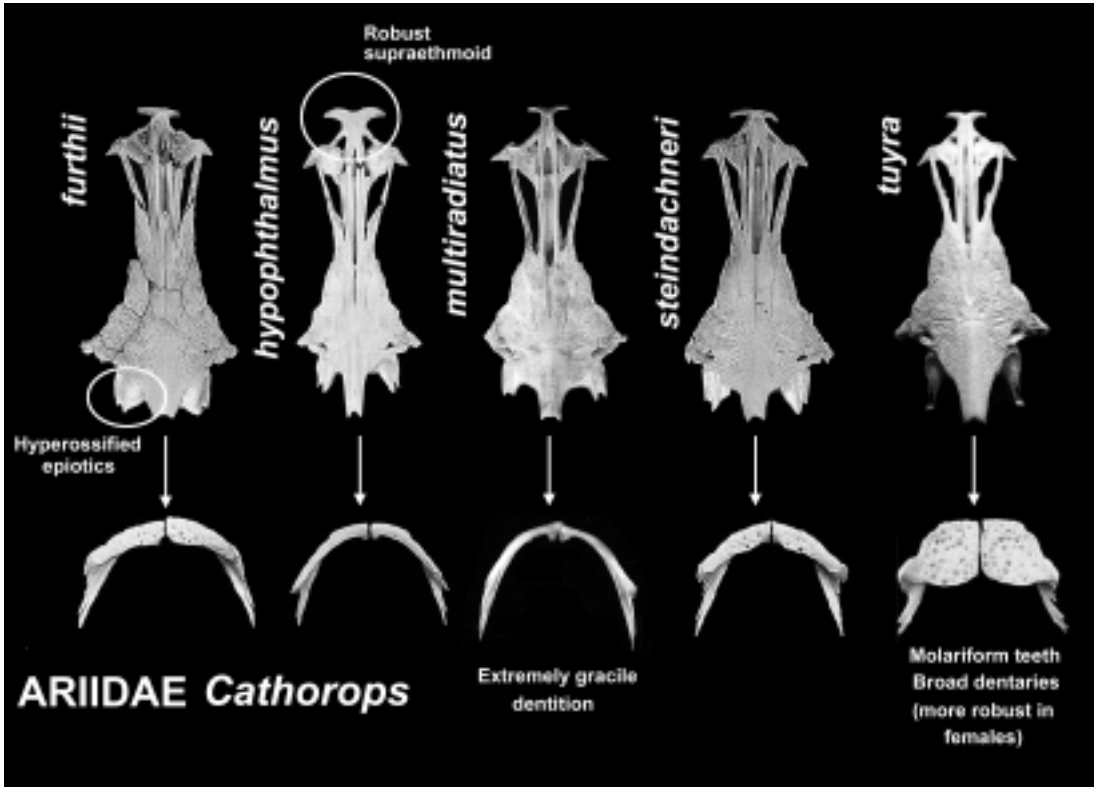 Robust
supraethmoid
furthii
hypophthalmus
multiradiatus
steindachneri
tuyra
Hyperossified
epiotics
Extremely gracile
dentition
Molariform teeth
Broad dentaries
(more robust in
females)
ARIIDAE Cathorops